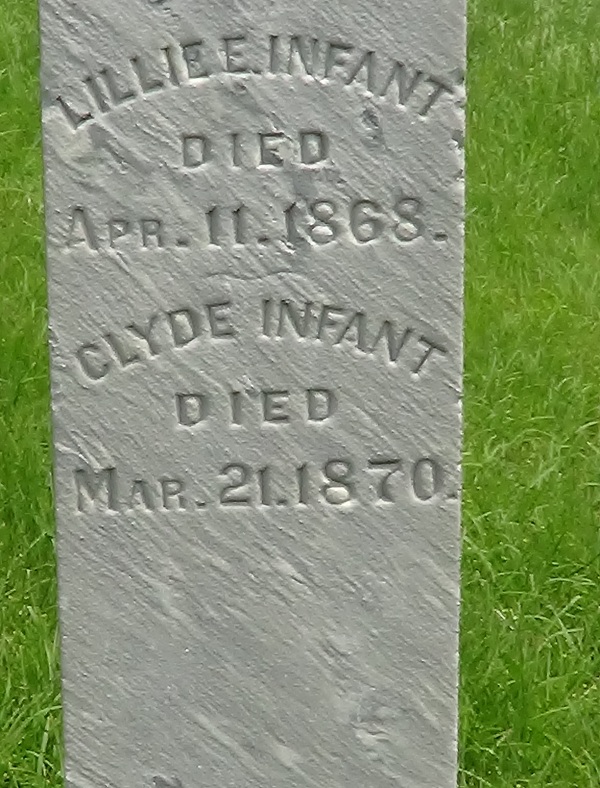 LILLIE E. INFANT
DIED
APR. 11. 1868.
CLYDE INFANT
DIED
MAR. 21. 1870.